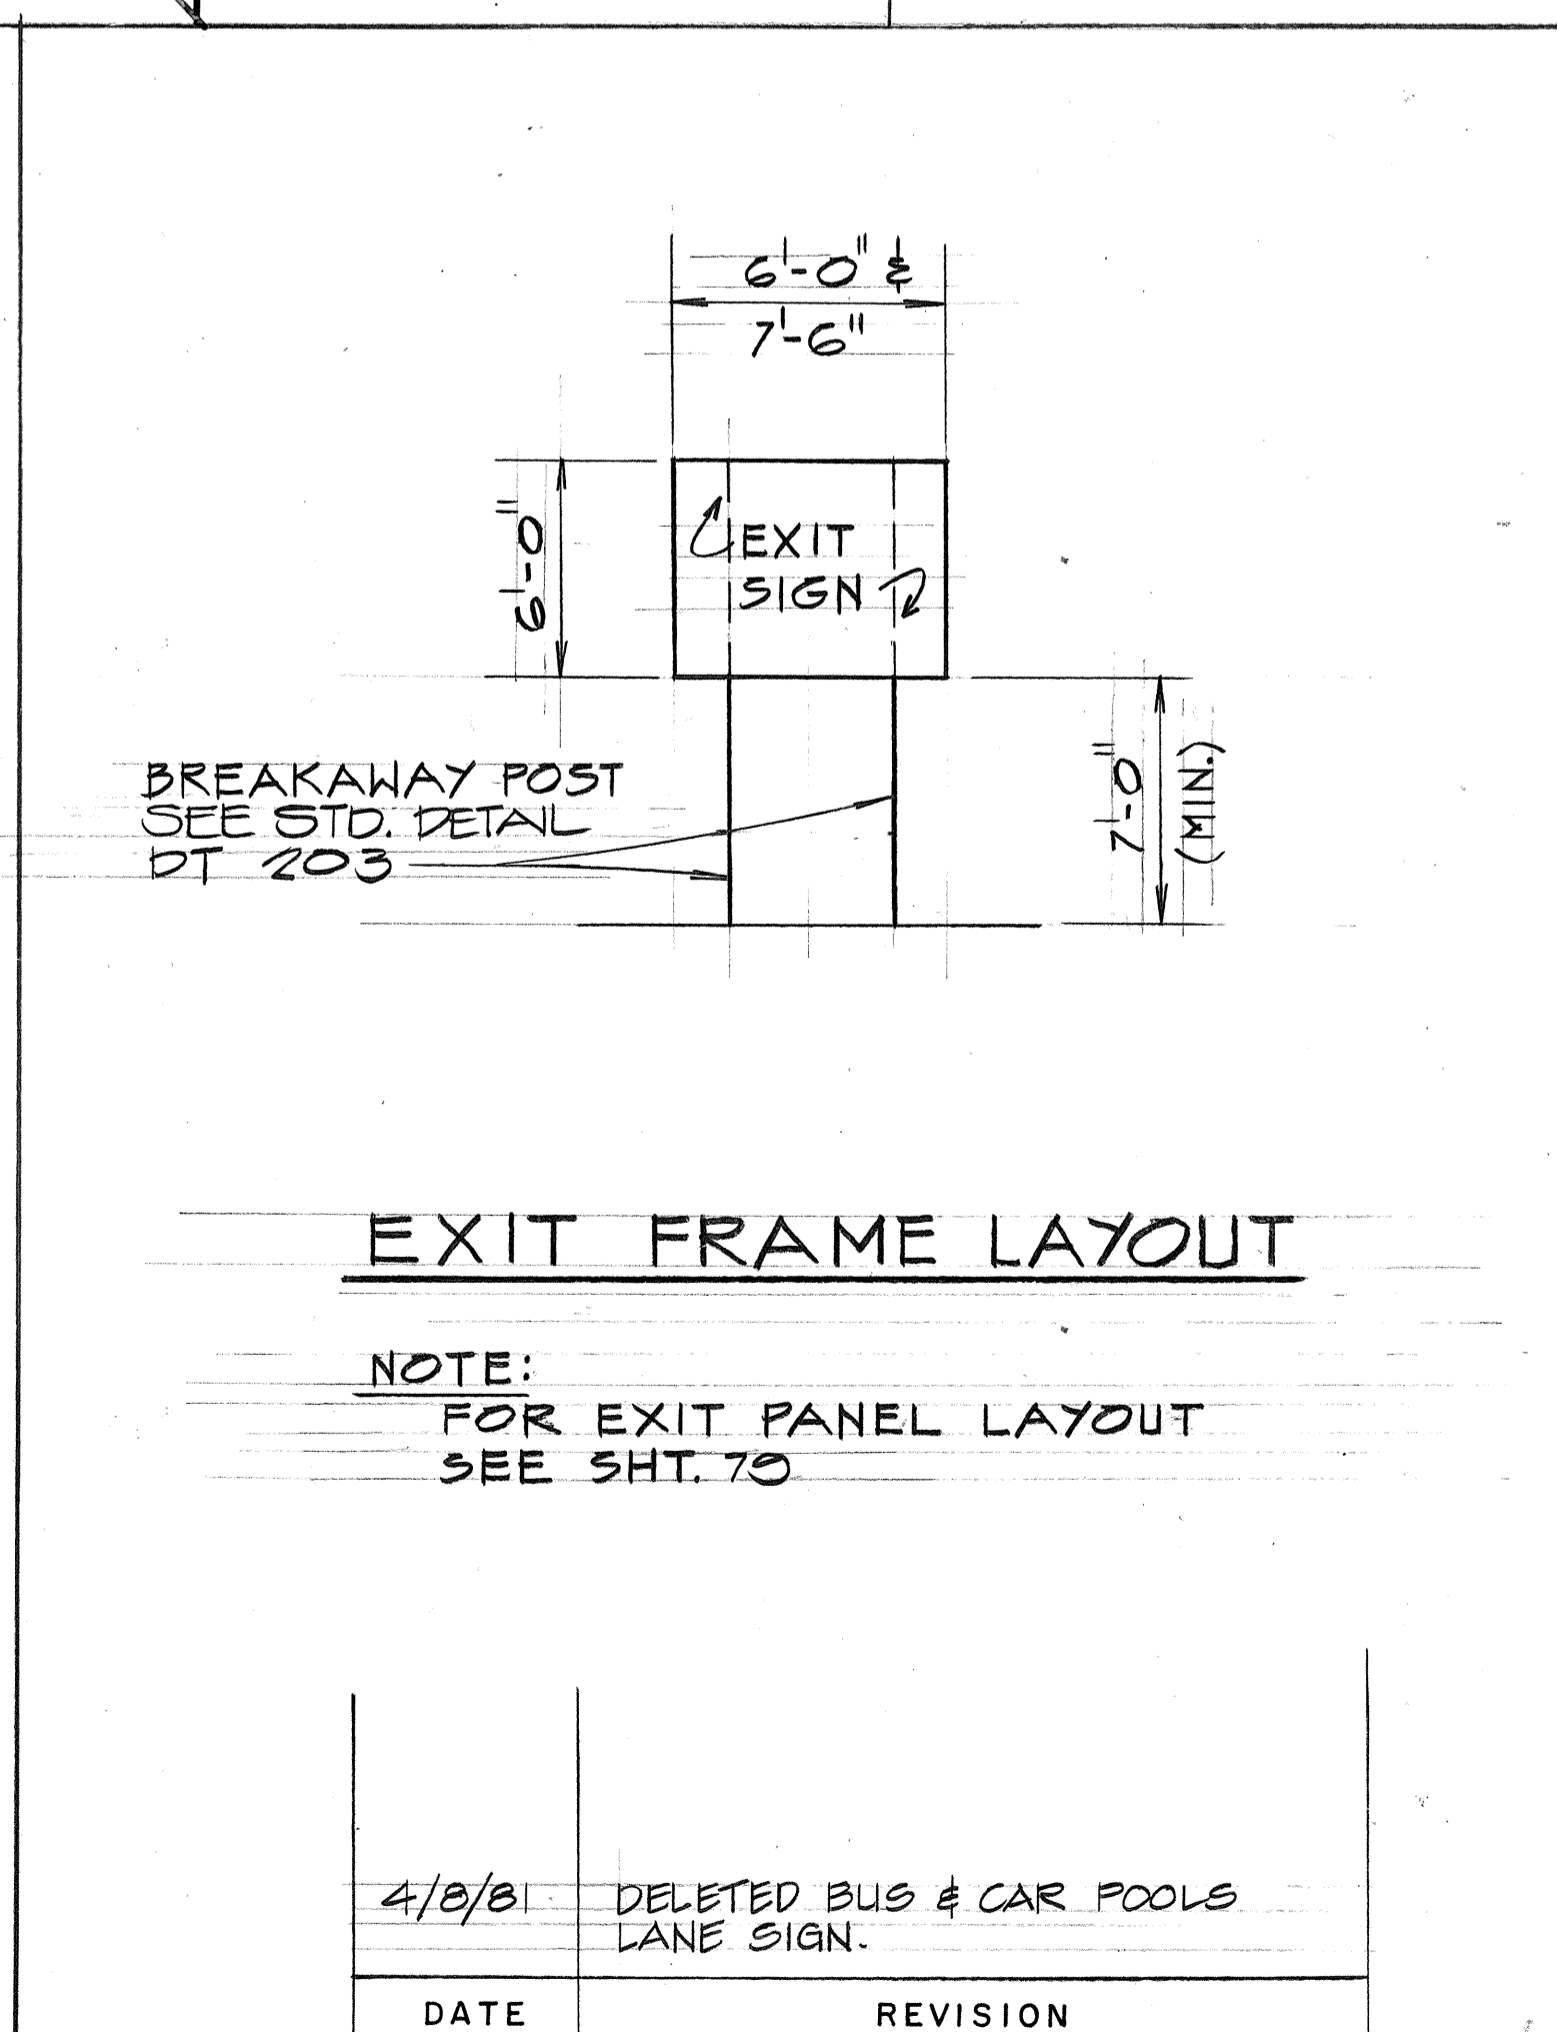 6'-0" &
7'-6"
6'-0"
EXIT
SIGN
7'-0"
(MIN.)
BREAKAWAY POST
SEE STD. DETAIL
DT 203
EXIT FRAME LAYOUT
NOTE:
FOR EXIT PANEL LAYOUT
SEE SHT. 79
4/8/81 DELETED BUS & CAR POOLS
LANE SIGN.
DATE REVISION